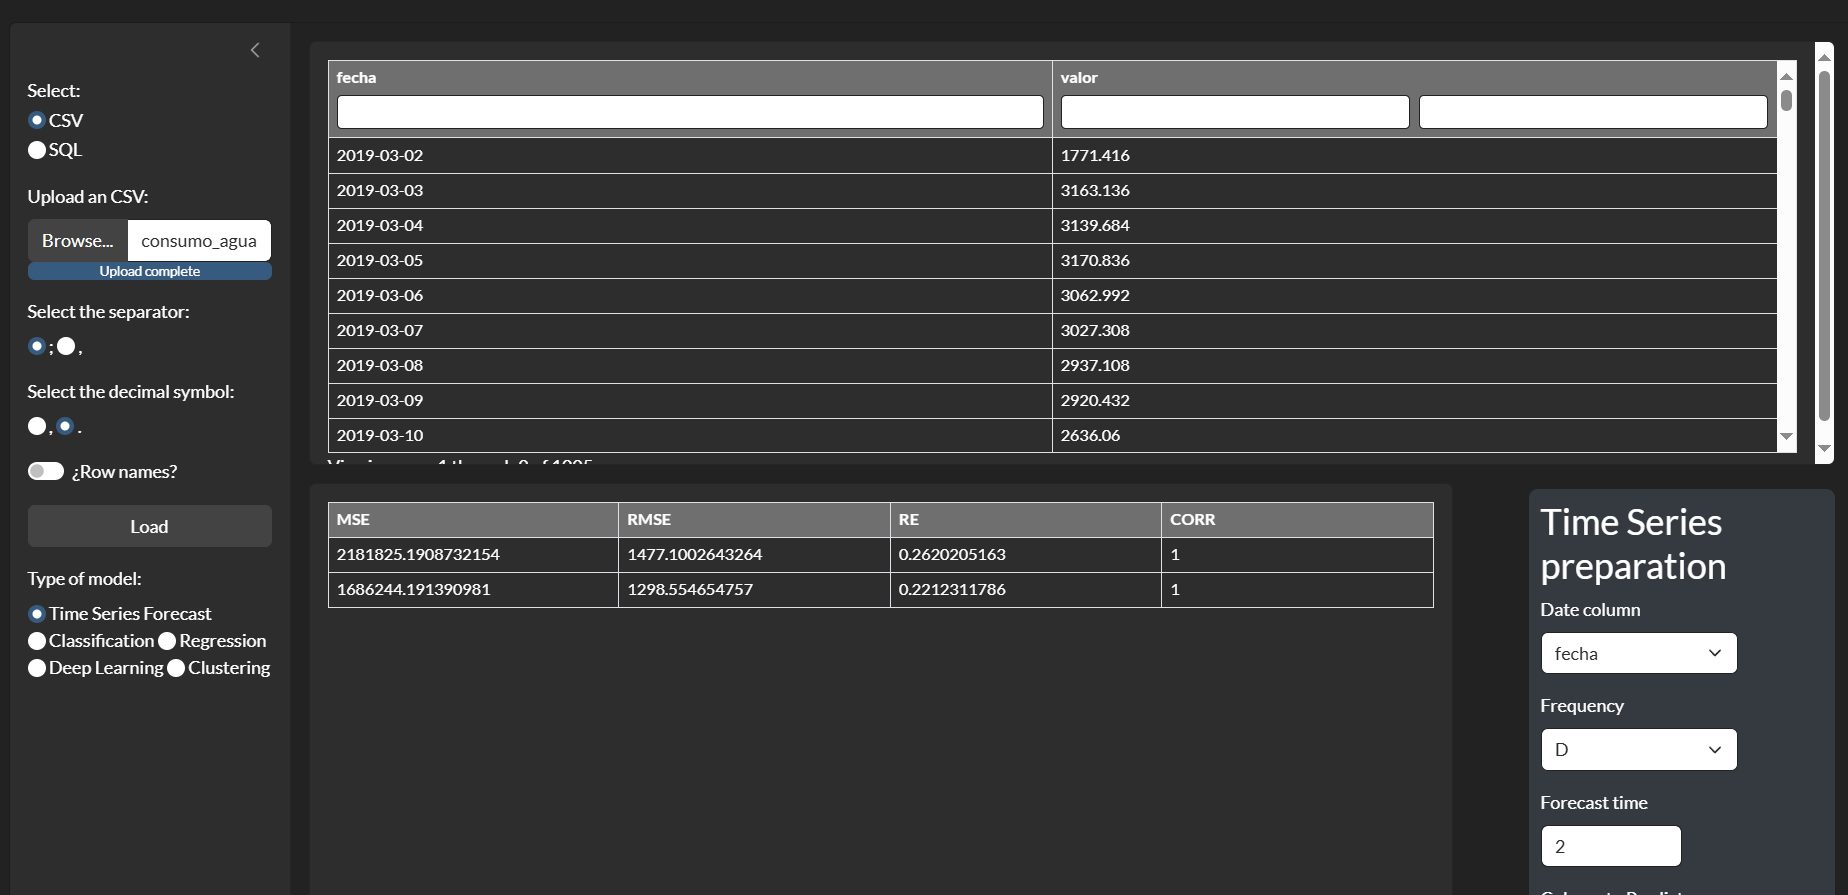 Select:
CSV
SQL
Upload an CSV:
Browse... consumo_agua
Upload complete
Select the separator:
; ,
Select the decimal symbol:
, .
¿Row names?
Load
Type of model:
Time Series Forecast
Classification Regression
Deep Learning Clustering
fecha valor
2019-03-02 1771.416
2019-03-03 3163.136
2019-03-04 3139.684
2019-03-05 3170.836
2019-03-06 3062.992
2019-03-07 3027.308
2019-03-08 2937.108
2019-03-09 2920.432
2019-03-10 2636.06
MSE RMSE RE CORR
2181825.1908732154 1477.1002643264 0.2620205163 1
1686244.191390981 1298.554654757 0.2212311786 1
Time Series
preparation
Date column
fecha
Frequency
D
Forecast time
2